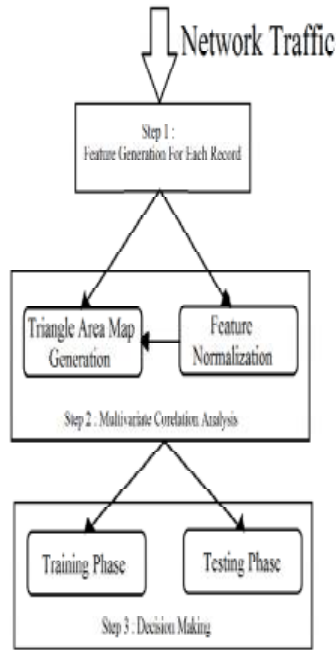 Network Traffic
Step 1 :
Feature Generation For Each Record
Triangle Area Map
Generation
Feature
Normalization
Step 2 : Multivariate Corelation Analysis
Training Phase
Testing Phase
Step 3 : Decision Making